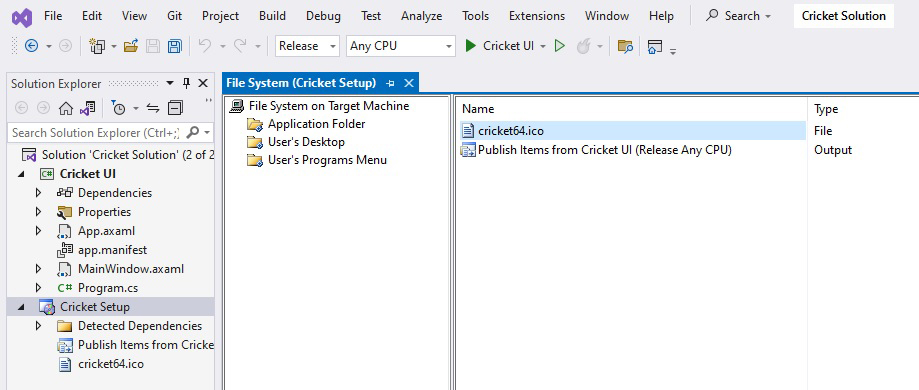 File Edit View Git Project Build Debug Test Analyze Tools Extensions Window Help Search Cricket Solution
Release Any CPU Cricket UI
Solution Explorer
File System (Cricket Setup)
Search Solution Explorer (Ctrl+;)
Solution 'Cricket Solution' (2 of 2
Cricket UI
Dependencies
Properties
App.axaml
app.manifest
MainWindow.axaml
C# Program.cs
Cricket Setup
Detected Dependencies
Publish Items from Cricke
cricket64.ico
File System on Target Machine
Application Folder
User's Desktop
User's Programs Menu
Name Type
cricket64.ico File
Publish Items from Cricket UI (Release Any CPU) Output